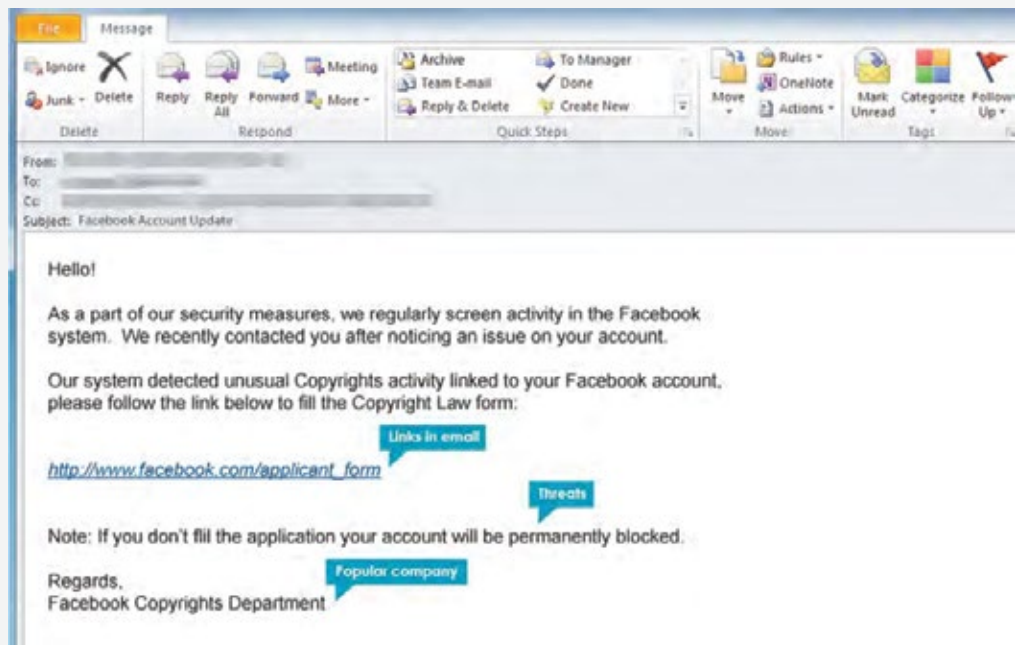 File Message
Ignore
Junk
Delete
Reply
Reply All
Forward
Meeting
More
Archive
Team E-mail
Reply & Delete
To Manager
Done
Create New
Move
Rules
OneNote
Actions
Mark Unread
Categorize
Follow Up
Delete Respond Quick Steps Move Tags
From:
To:
Cc
Subject: Facebook Account Update
Hello!
As a part of our security measures, we regularly screen activity in the Facebook
system. We recently contacted you after noticing an issue on your account.
Our system detected unusual Copyrights activity linked to your Facebook account,
please follow the link below to fill the Copyright Law form:
Links in email
http://www.facebook.com/applicant_form
Threats
Note: If you don't flil the application your account will be permanently blocked.
Popular company
Regards,
Facebook Copyrights Department